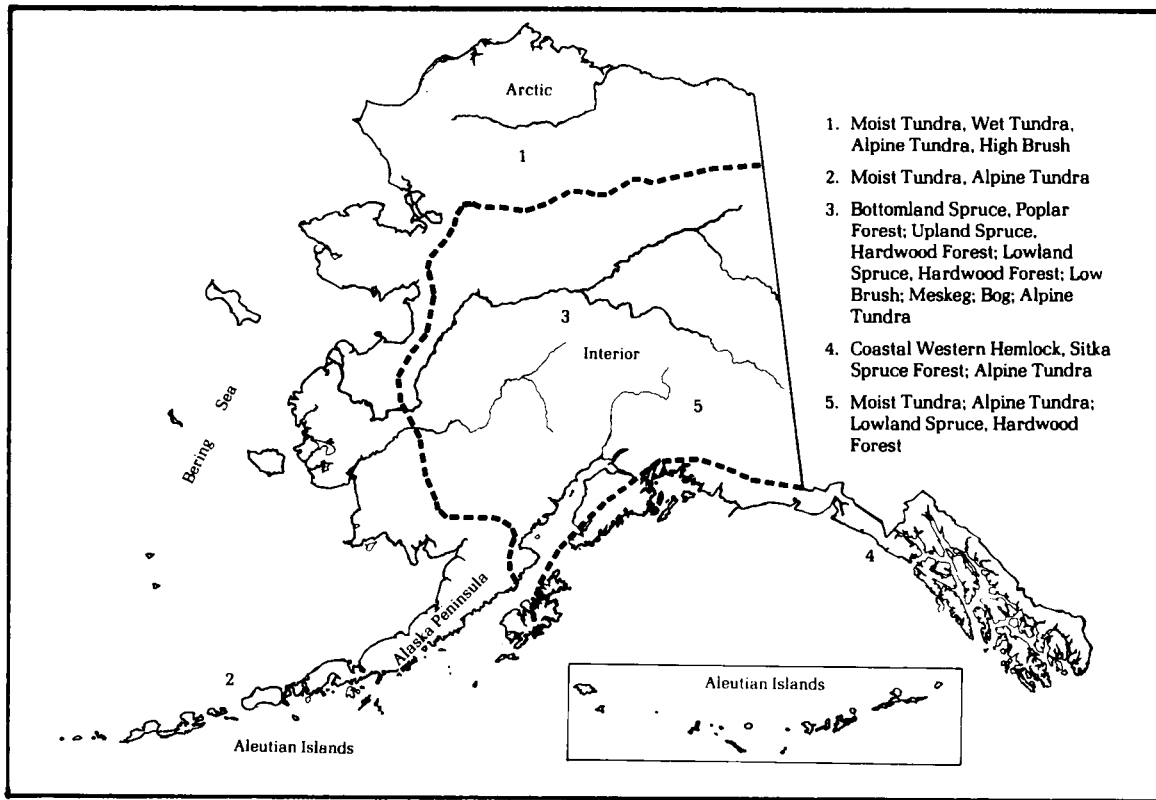 Arctic
1
3
Interior
5
Bering Sea
4
Alaska Peninsula
2
Aleutian Islands
Aleutian Islands
1. Moist Tundra, Wet Tundra,
Alpine Tundra, High Brush
2. Moist Tundra, Alpine Tundra
3. Bottomland Spruce, Poplar
Forest; Upland Spruce,
Hardwood Forest; Lowland
Spruce, Hardwood Forest; Low
Brush; Meskeg; Bog; Alpine
Tundra
4. Coastal Western Hemlock, Sitka
Spruce Forest; Alpine Tundra
5. Moist Tundra; Alpine Tundra;
Lowland Spruce, Hardwood
Forest